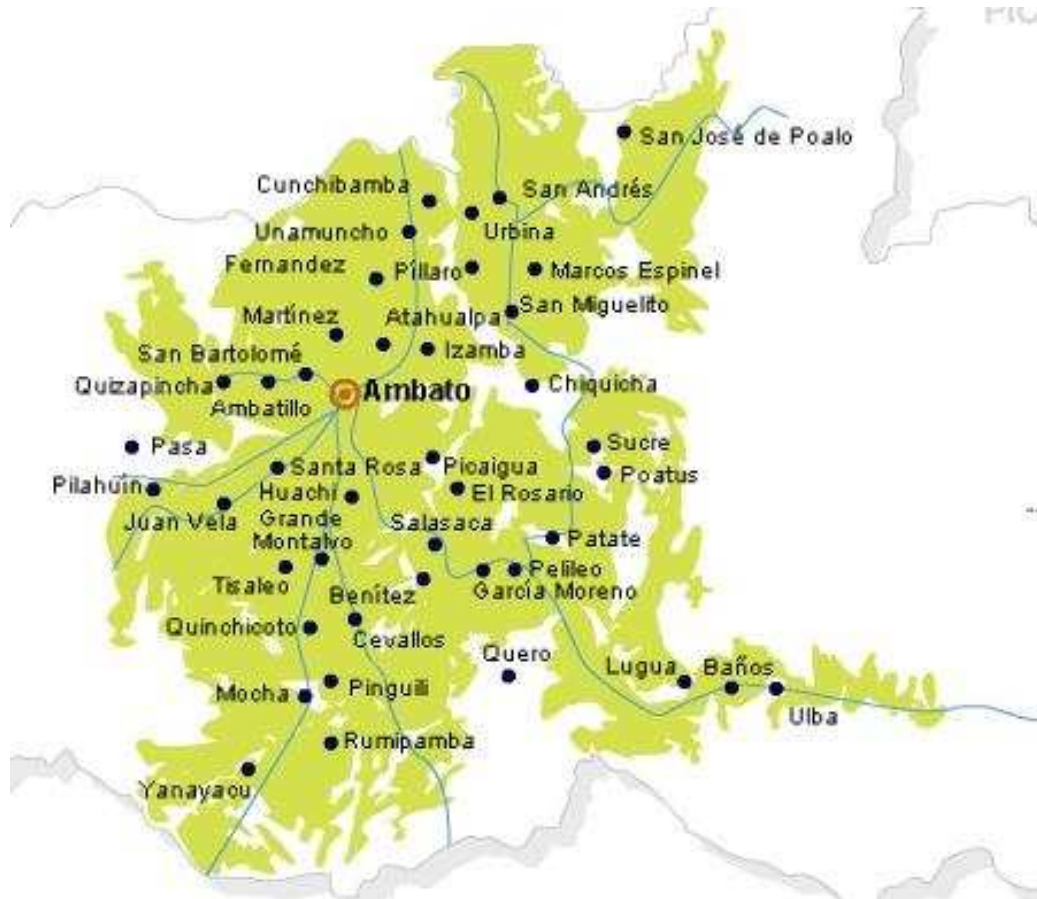 San José de Poalo
Cunchibamba
San Andrés
Unamuncho
Urbina
Fernandez
Píllaro
Marcos Espinel
San Miguelito
Martínez
Atahualpa
Izamba
San Bartolomé
Quizapincha
Ambato
Chiquicha
Ambatillo
Pasa
Sucre
Santa Rosa
Picaigua
Poatus
Pilahuín
Huachi
Grande
El Rosario
Juan Vela
Salasaca
Montalvo
Patate
Tisaleo
Benítez
Pelileo
García Moreno
Quinchicoto
Cevallos
Quero
Lugua
Baños
Mocha
Pinguili
Ulba
Rumipamba
Yanayacu